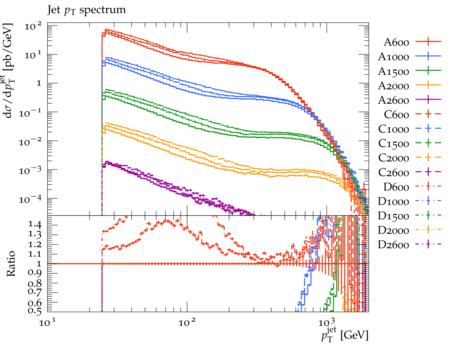 Jet pT spectrum
dσ/dpTjet [pb/GeV]
10²
10
1
10⁻¹
10⁻²
10⁻³
10⁻⁴
A600
A1000
A1500
A2000
A2600
C600
C1000
C1500
C2000
C2600
D600
D1000
D1500
D2000
D2600
Ratio
1.4
1.3
1.2
1.1
1
0.9
0.8
0.7
0.6
0.5
10¹ 10² 10³
pTjet [GeV]